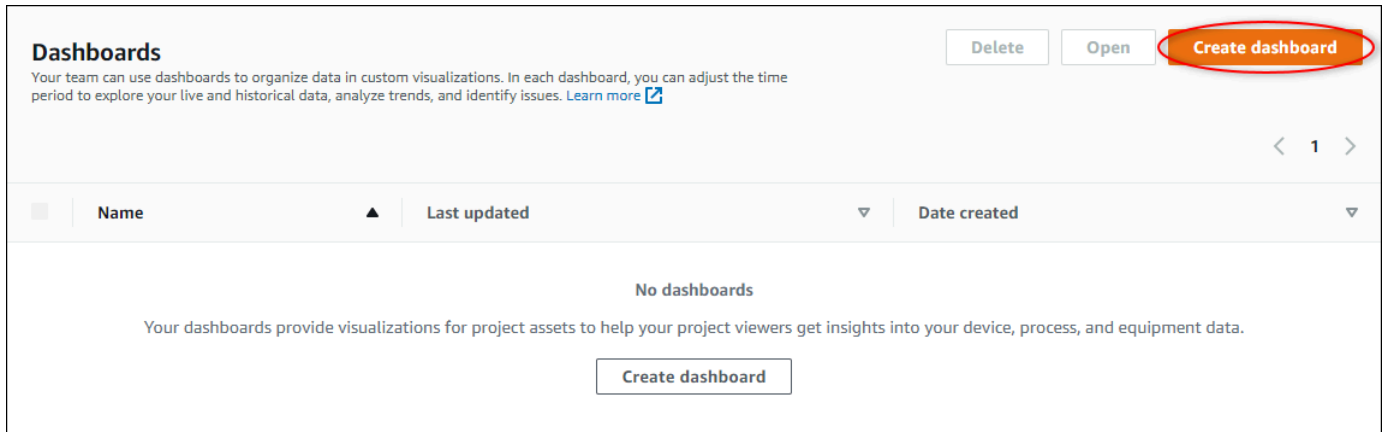 Dashboards
Delete
Open
Create dashboard
Your team can use dashboards to organize data in custom visualizations. In each dashboard, you can adjust the time
period to explore your live and historical data, analyze trends, and identify issues. Learn more
1
Name
Last updated
Date created
No dashboards
Your dashboards provide visualizations for project assets to help your project viewers get insights into your device, process, and equipment data.
Create dashboard